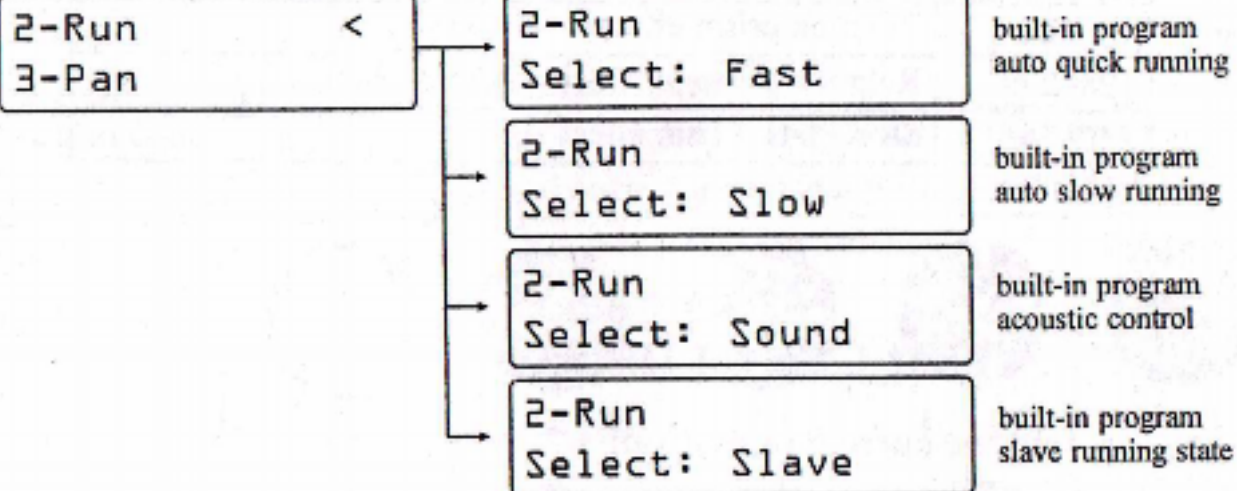 2-Run <
3-Pan
2-Run
Select: Fast
built-in program
auto quick running
2-Run
Select: Slow
built-in program
auto slow running
2-Run
Select: Sound
built-in program
acoustic control
2-Run
Select: Slave
built-in program
slave running state